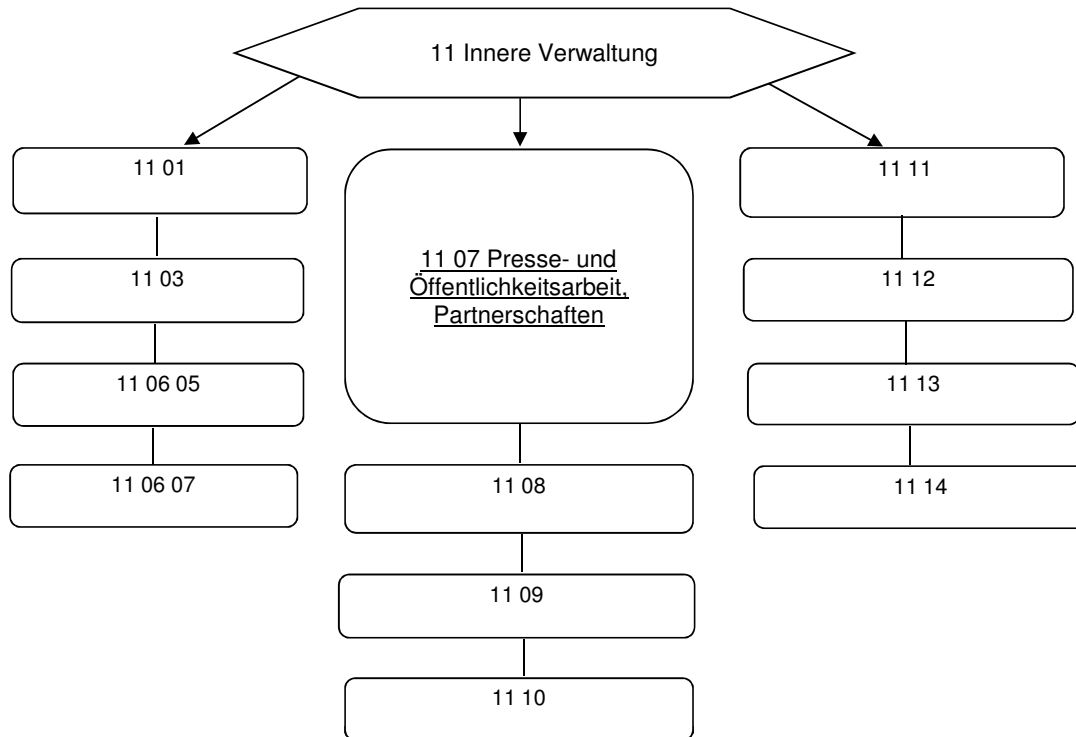 11 Innere Verwaltung
11 01
11 03
11 06 05
11 06 07
11 07 Presse- und
Öffentlichkeitsarbeit,
Partnerschaften
11 08
11 09
11 10
11 11
11 12
11 13
11 14